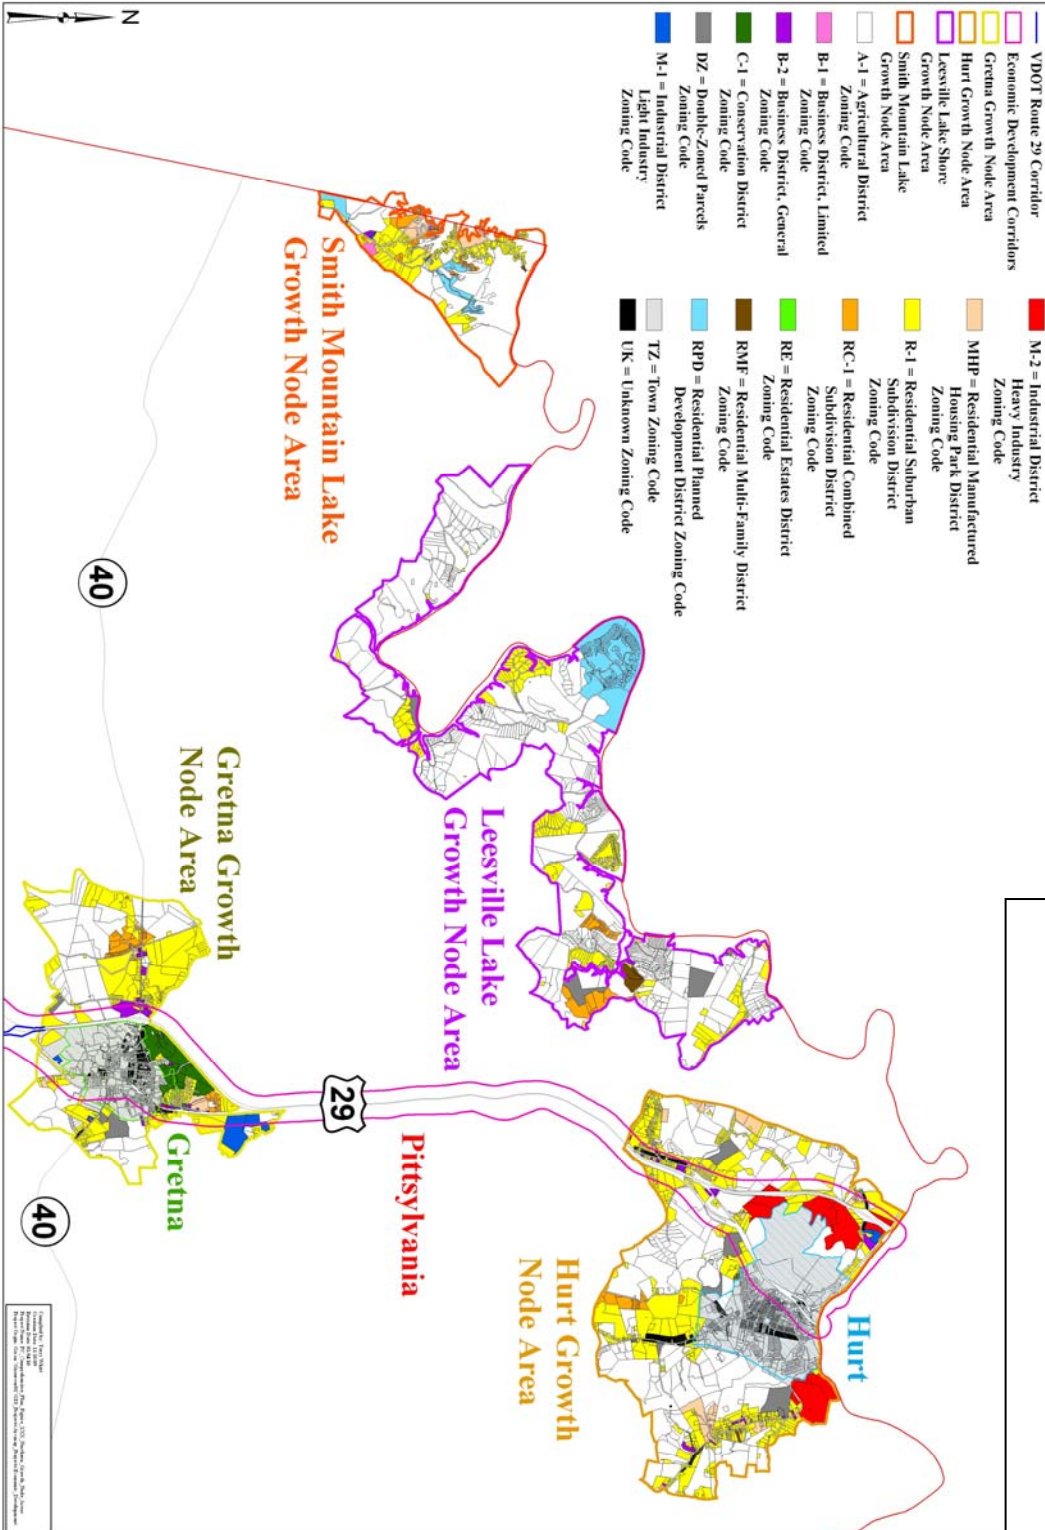 N
VDOT Route 29 Corridor
Economic Development Corridors
Gretna Growth Node Area
Hurt Growth Node Area
Leesville Lake Shore
Growth Node Area
Smith Mountain Lake
Growth Node Area
A-1 = Agricultural District
Zoning Code
B-1 = Business District, Limited
Zoning Code
B-2 = Business District, General
Zoning Code
C-1 = Conservation District
Zoning Code
DZ = Double-Zoned Parcels
Zoning Code
M-1 = Industrial District
Light Industry
Zoning Code
M-2 = Industrial District
Heavy Industry
Zoning Code
MHP = Residential Manufactured
Housing Park District
Zoning Code
R-1 = Residential Suburban
Subdivision District
Zoning Code
RC-1 = Residential Combined
Subdivision District
Zoning Code
RE = Residential Estates District
Zoning Code
RMF = Residential Multi-Family District
Zoning Code
RPD = Residential Planned
Development District Zoning Code
TZ = Town Zoning Code
UK = Unknown Zoning Code
Smith Mountain Lake
Growth Node Area
40
Leesville Lake
Growth Node Area
Gretna Growth
Node Area
Gretna
29
Pittsylvania
40
Hurt
Hurt Growth
Node Area